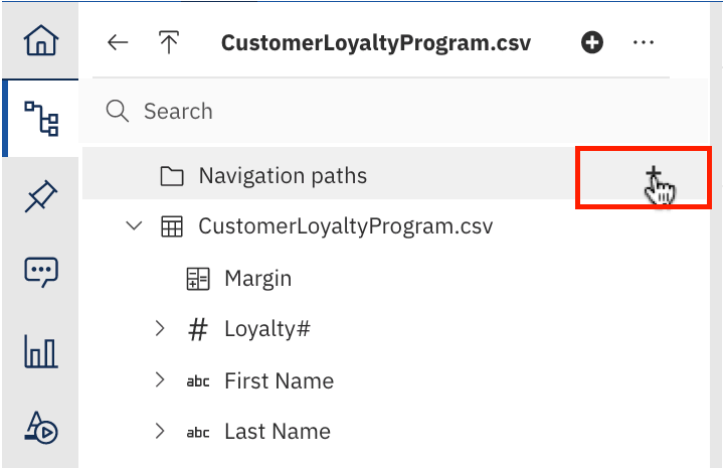 CustomerLoyaltyProgram.csv
Search
Navigation paths
CustomerLoyaltyProgram.csv
Margin
# Loyalty#
abc First Name
abc Last Name